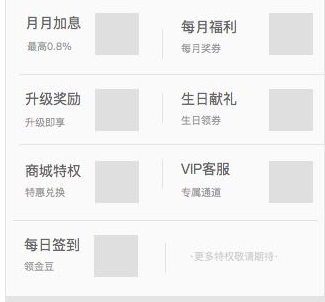 月月加息
最高0.8%
每月福利
每月奖券
升级奖励
升级即享
生日献礼
生日领券
商城特权
特惠兑换
VIP客服
专属通道
每日签到
领金豆
·更多特权敬请期待·